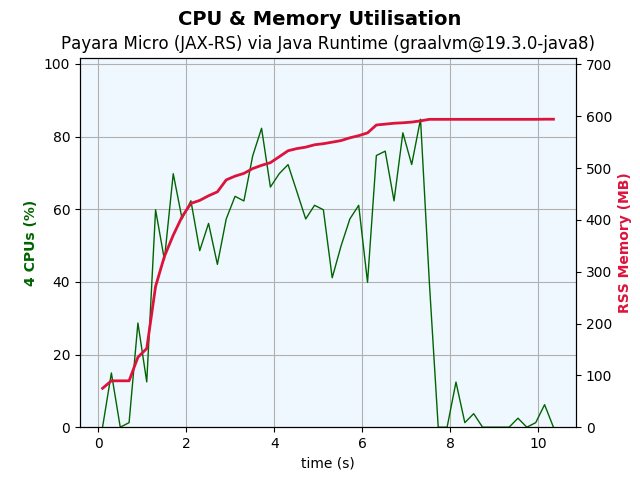 CPU & Memory Utilisation
Payara Micro (JAX-RS) via Java Runtime (graalvm@19.3.0-java8)
100
80
60
40
20
0
4 CPUs (%)
700
600
500
400
300
200
100
0
RSS Memory (MB)
0 2 4 6 8 10
time (s)